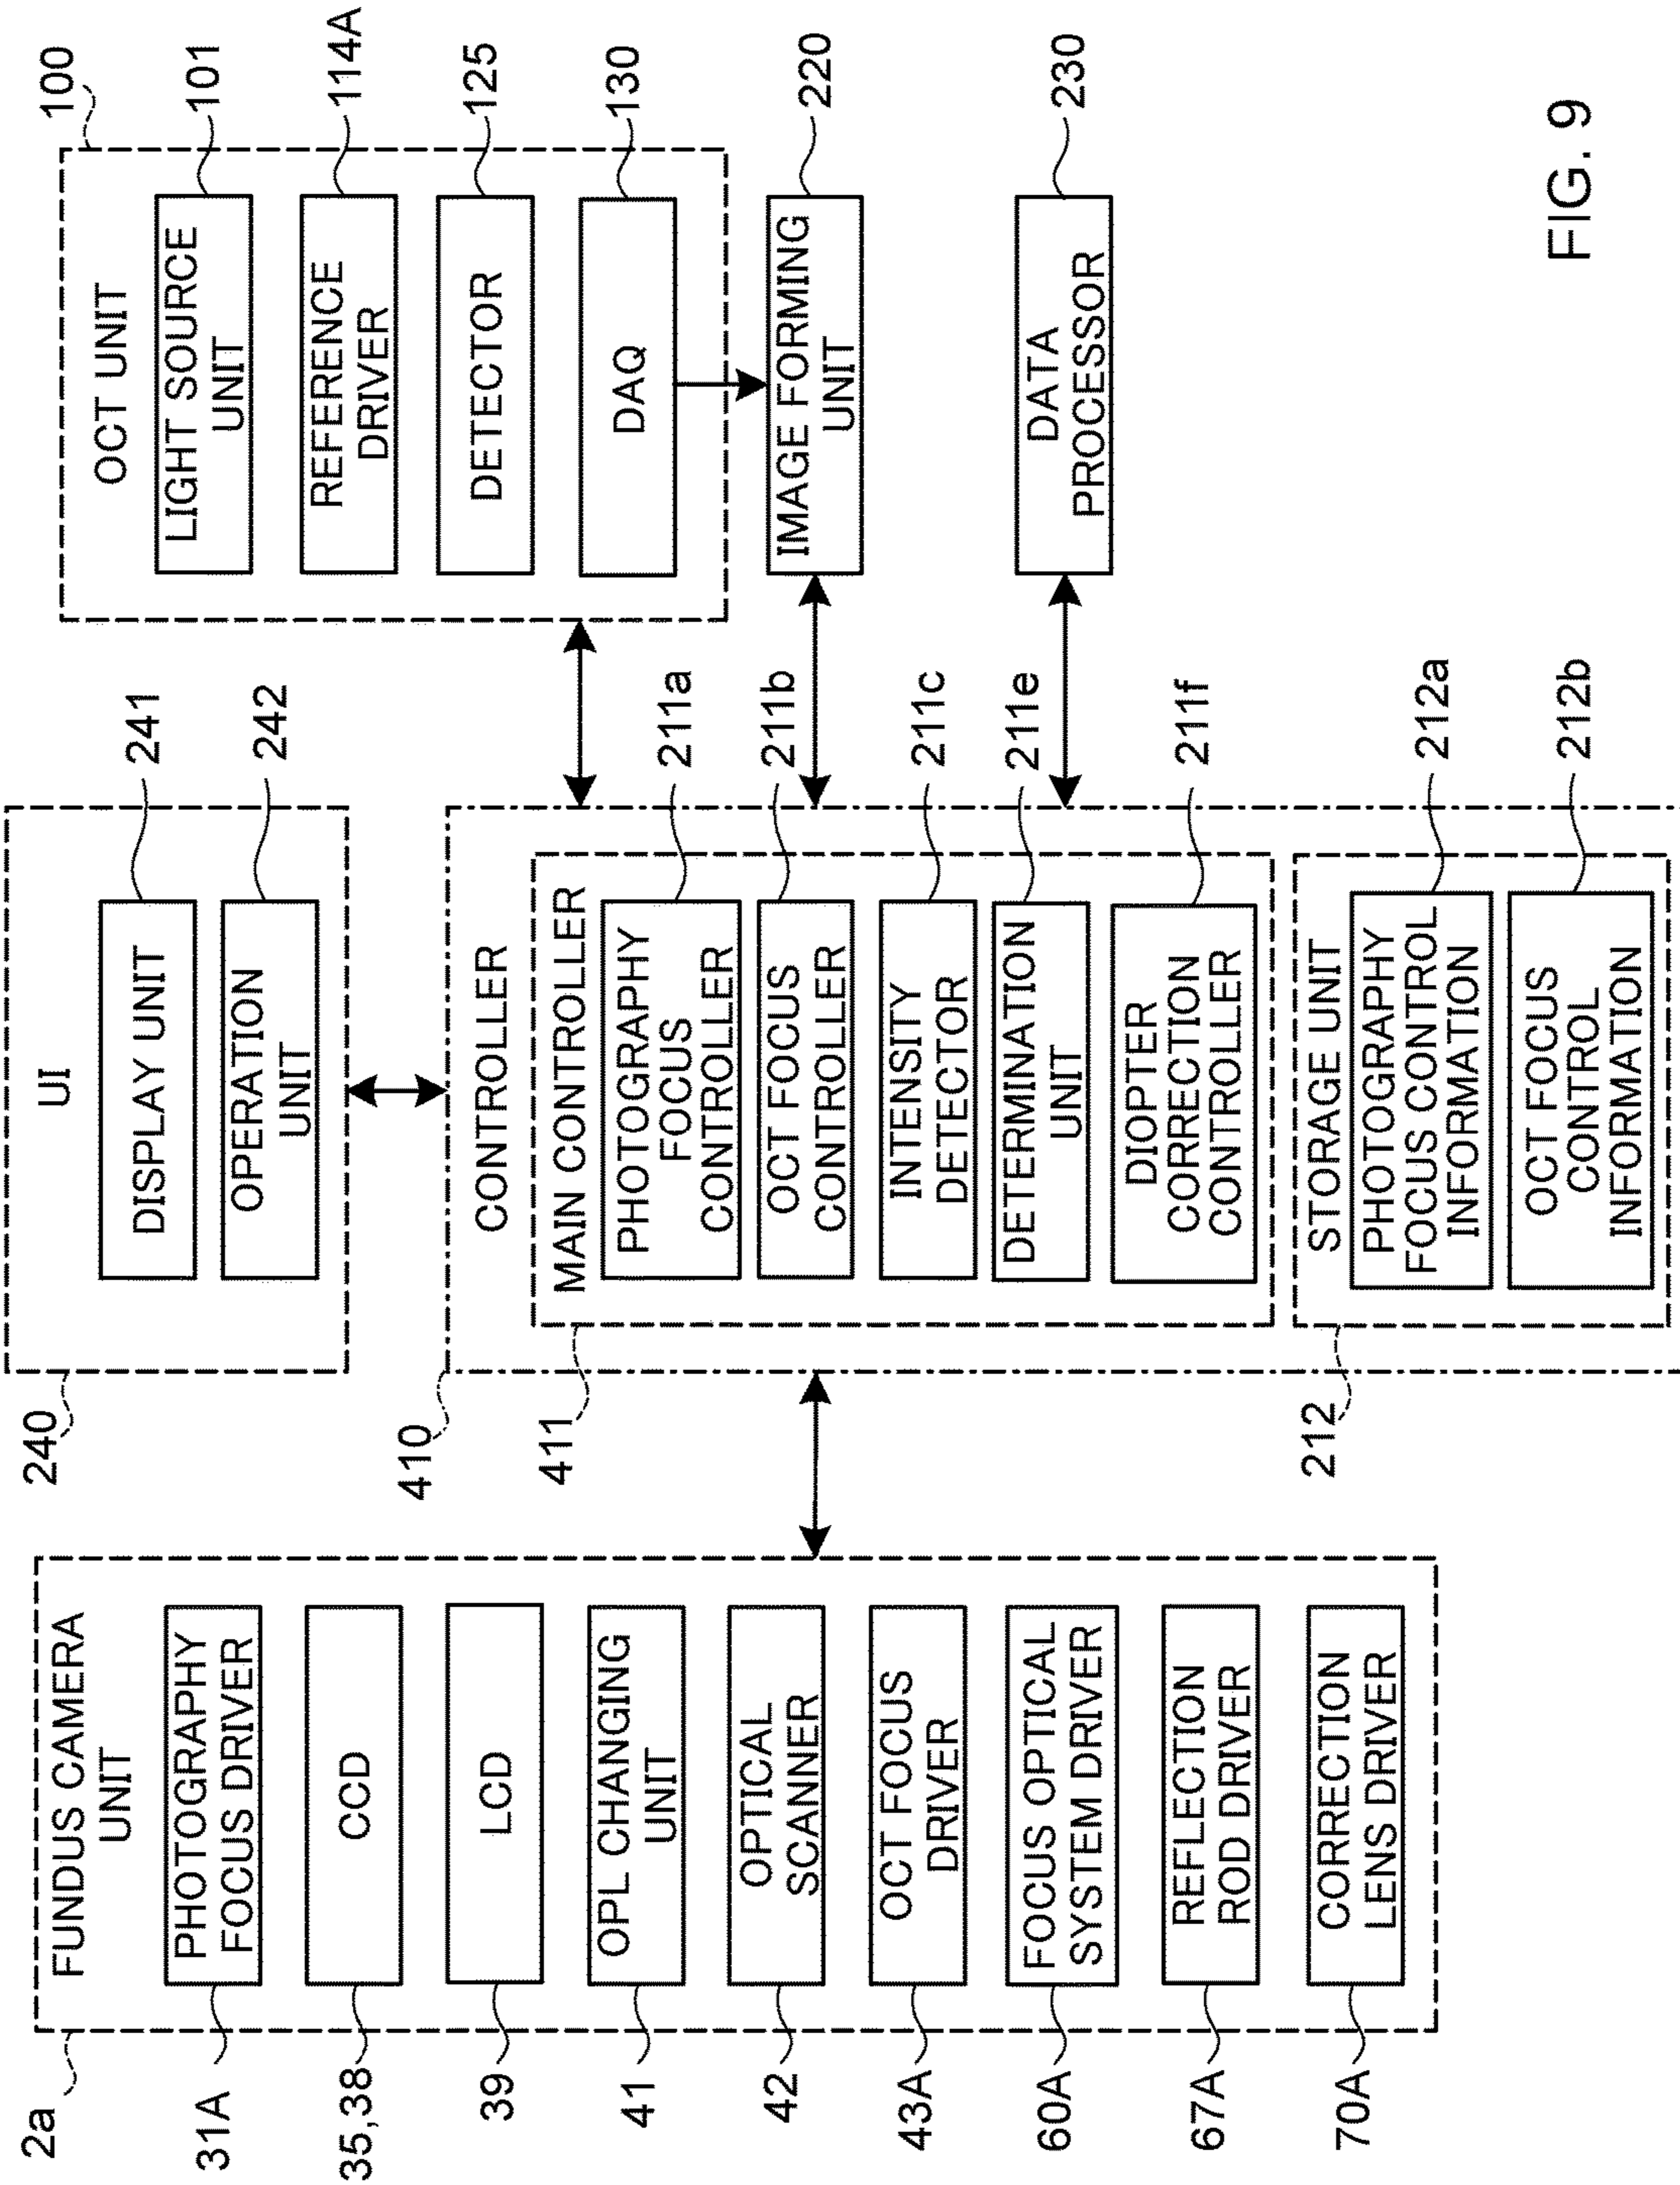 2a
FUNDUS CAMERA
UNIT
31A
PHOTOGRAPHY
FOCUS DRIVER
35,38
CCD
39
LCD
41
OPL CHANGING
UNIT
42
OPTICAL
SCANNER
43A
OCT FOCUS
DRIVER
60A
FOCUS OPTICAL
SYSTEM DRIVER
67A
REFLECTION
ROD DRIVER
70A
CORRECTION
LENS DRIVER
240
UI
DISPLAY UNIT
241
OPERATION
UNIT
242
410
CONTROLLER
411
MAIN CONTROLLER
PHOTOGRAPHY
FOCUS
CONTROLLER
211a
OCT FOCUS
CONTROLLER
211b
INTENSITY
DETECTOR
211c
DETERMINATION
UNIT
211e
DIOPTER
CORRECTION
CONTROLLER
211f
212
STORAGE UNIT
PHOTOGRAPHY
FOCUS CONTROL
INFORMATION
212a
OCT FOCUS
CONTROL
INFORMATION
212b
100
OCT UNIT
LIGHT SOURCE
UNIT
101
REFERENCE
DRIVER
114A
DETECTOR
125
DAQ
130
IMAGE FORMING
UNIT
220
DATA
PROCESSOR
230
FIG. 9